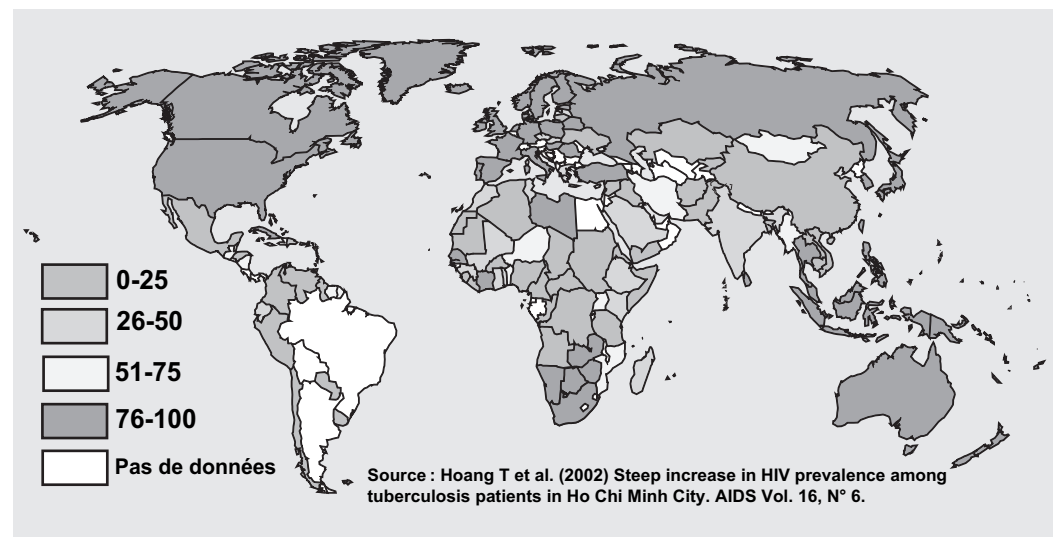 0-25
26-50
51-75
76-100
Pas de données
Source : Hoang T et al. (2002) Steep increase in HIV prevalence among
tuberculosis patients in Ho Chi Minh City. AIDS Vol. 16, N° 6.